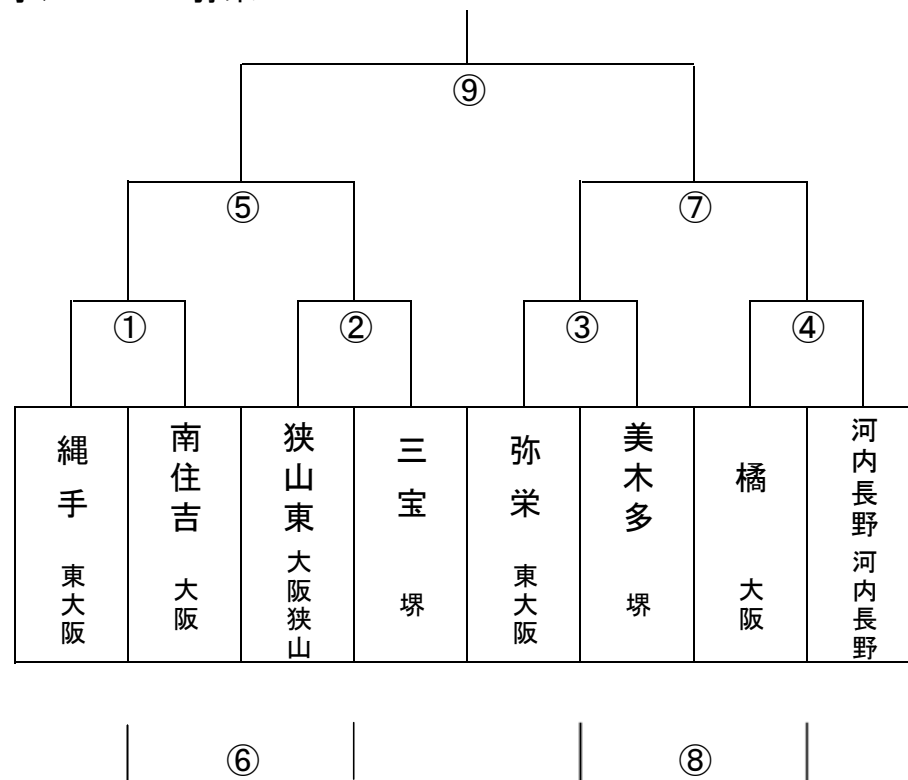 ⑨
⑤ ⑦
① ② ③ ④
縄手 南住吉 狭山東 三宝 弥栄 美木多 橘 河内長野
東大阪 大阪 大阪狭山 堺 東大阪 堺 大阪 河内長野
⑥ ⑧